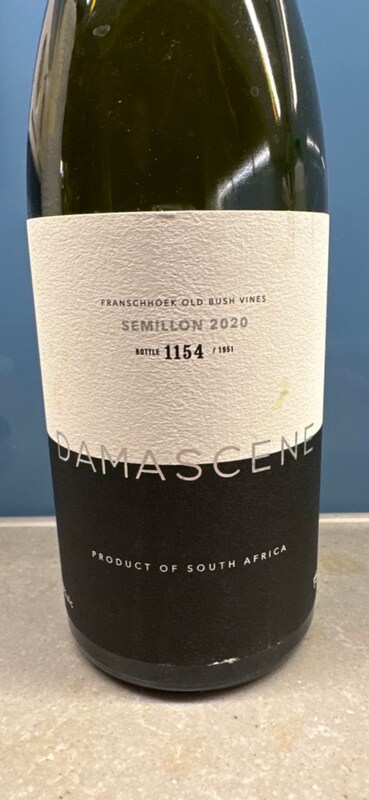 FRANSCHHOEK OLD BUSH VINES
SEMILLON 2020
BOTTLE 1154 / 1951
DAMASCENE
PRODUCT OF SOUTH AFRICA